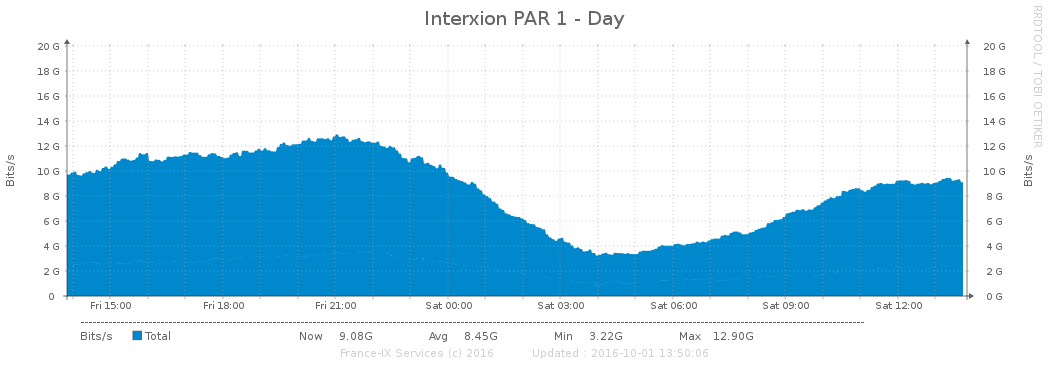 Interxion PAR 1 - Day
RRDTOOL / TOBI OETIKER
Bits/s
20 G
18 G
16 G
14 G
12 G
10 G
8 G
6 G
4 G
2 G
0
20 G
18 G
16 G
14 G
12 G
10 G
8 G
6 G
4 G
2 G
0 G
Bits/s
Fri 15:00 Fri 18:00 Fri 21:00 Sat 00:00 Sat 03:00 Sat 06:00 Sat 09:00 Sat 12:00
Bits/s Total Now 9.08G Avg 8.45G Min 3.22G Max 12.90G
France-IX Services (c) 2016 Updated : 2016-10-01 13:50:06